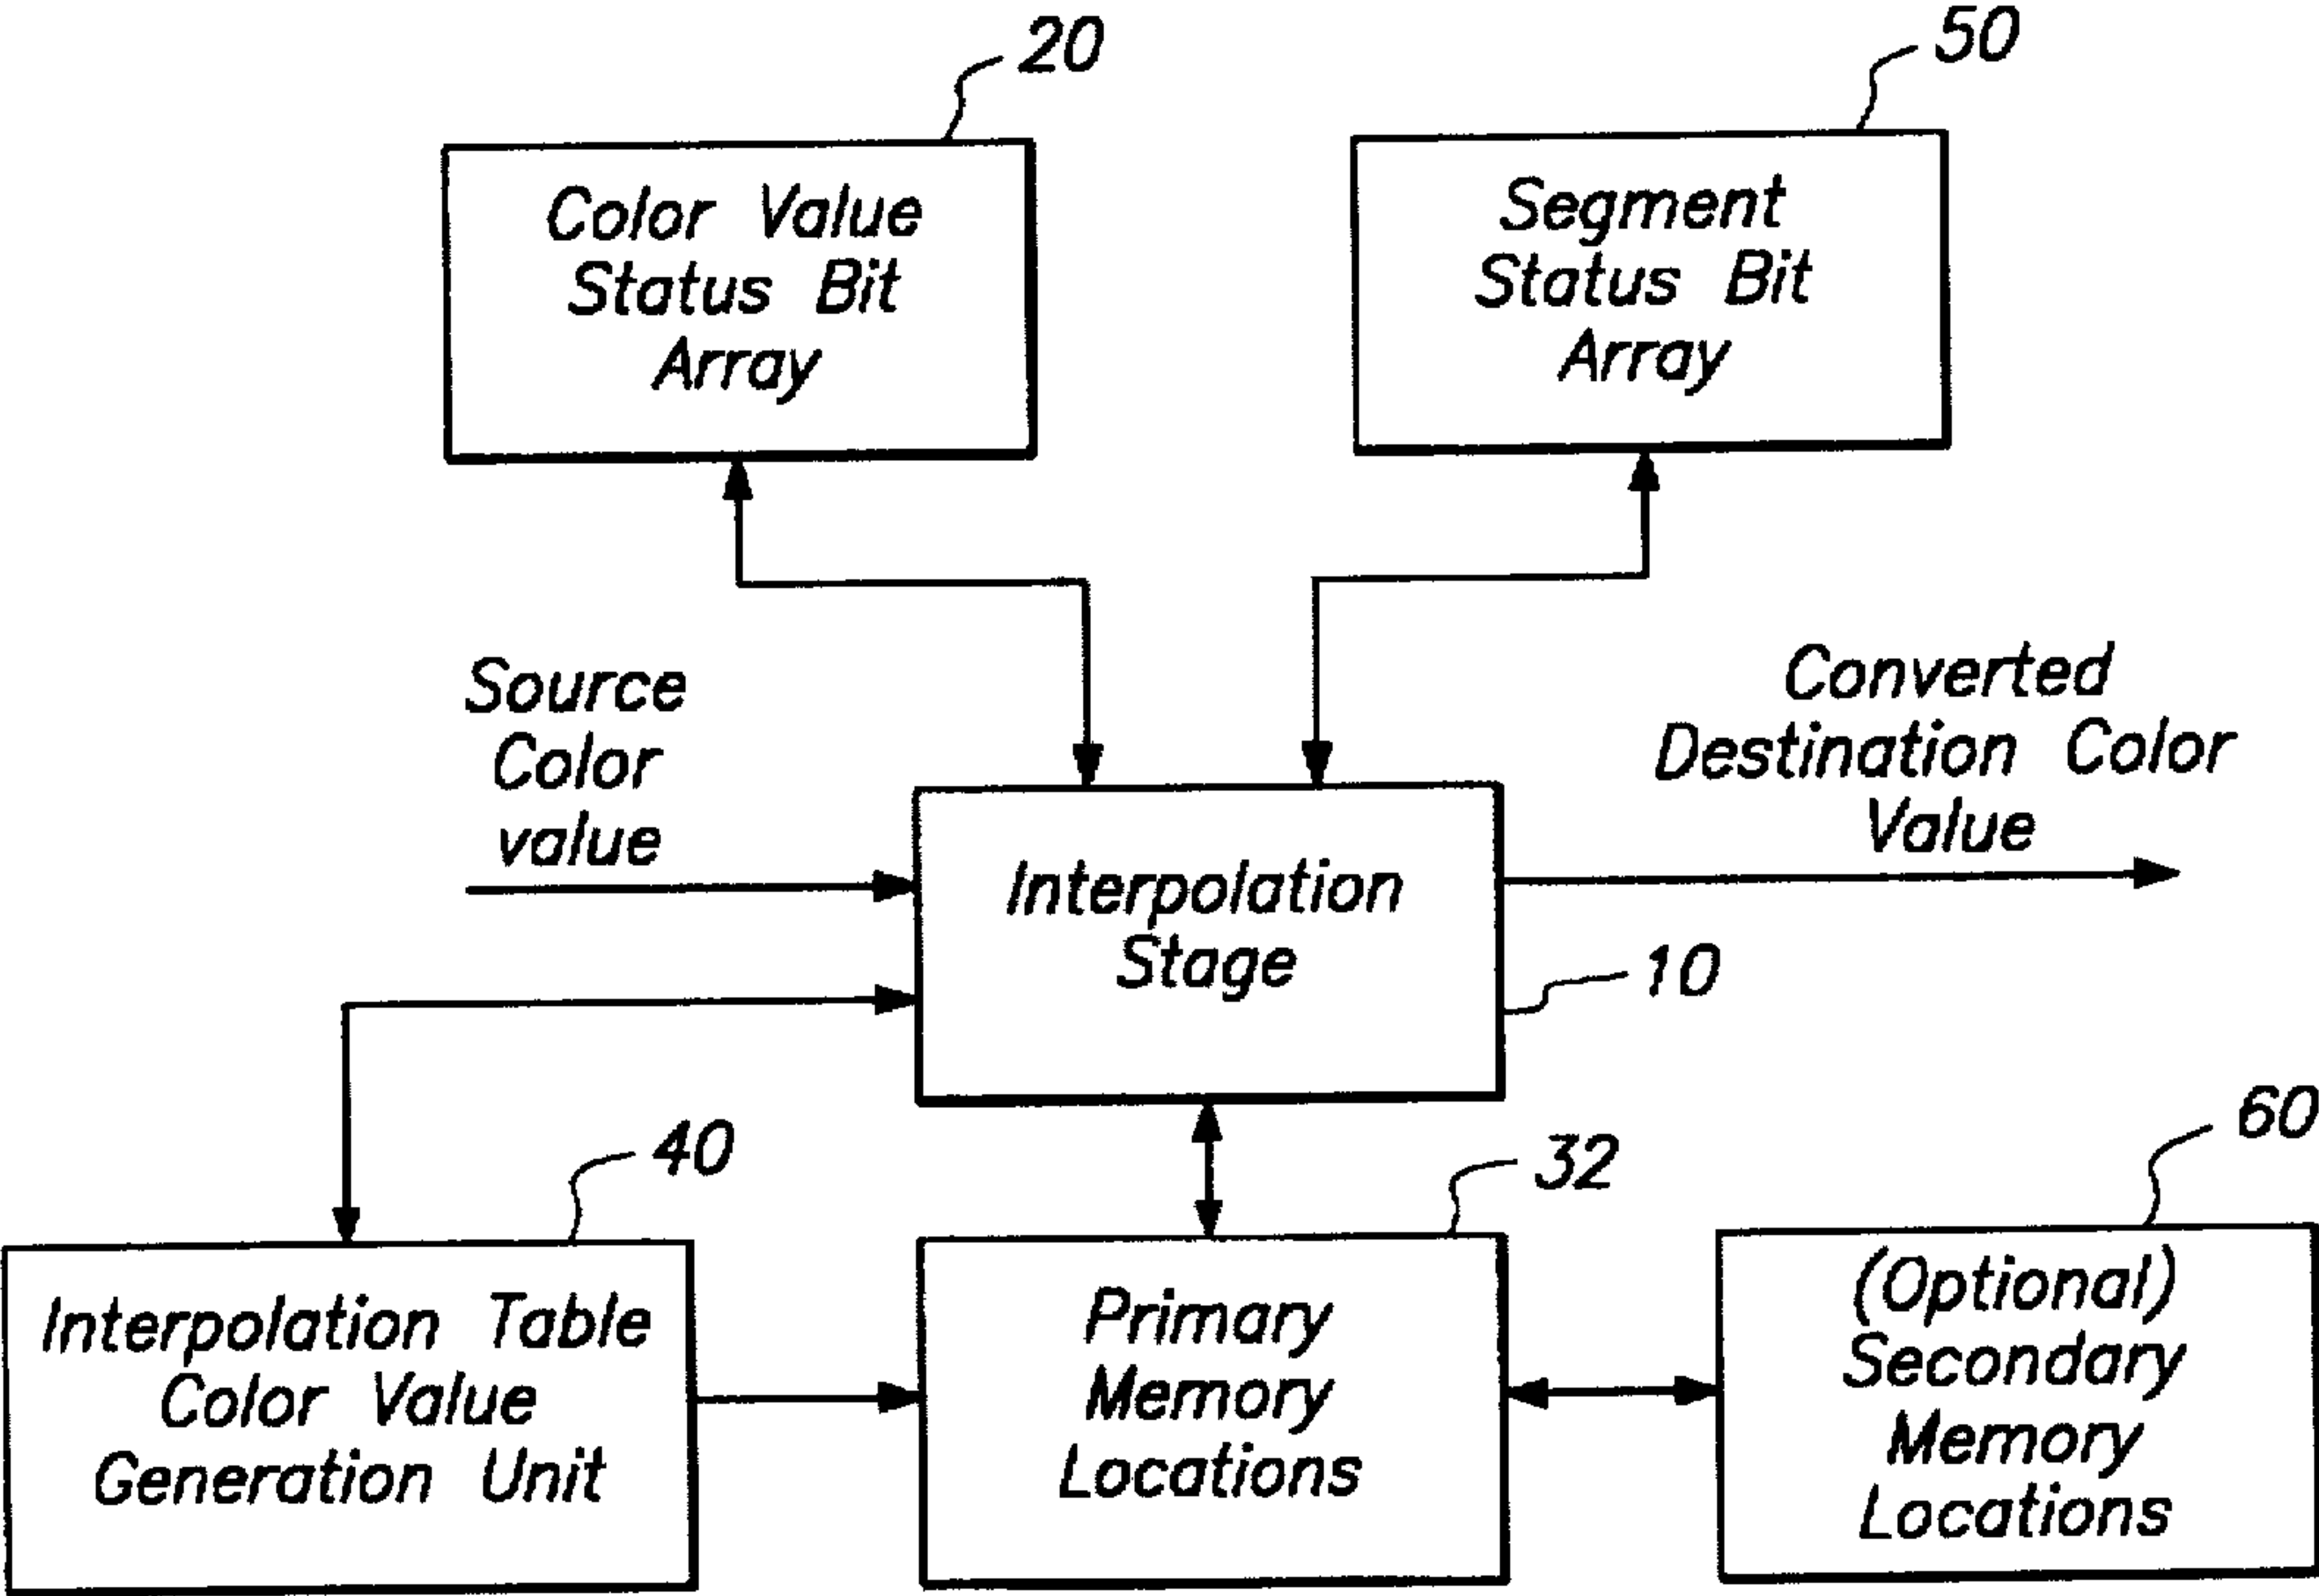 20
50
Color Value
Status Bit
Array
Segment
Status Bit
Array
Source
Color
value
Converted
Destination Color
Value
Interpolation
Stage
10
40
32
60
Interpolation Table
Color Value
Generation Unit
Primary
Memory
Locations
(Optional)
Secondary
Memory
Locations